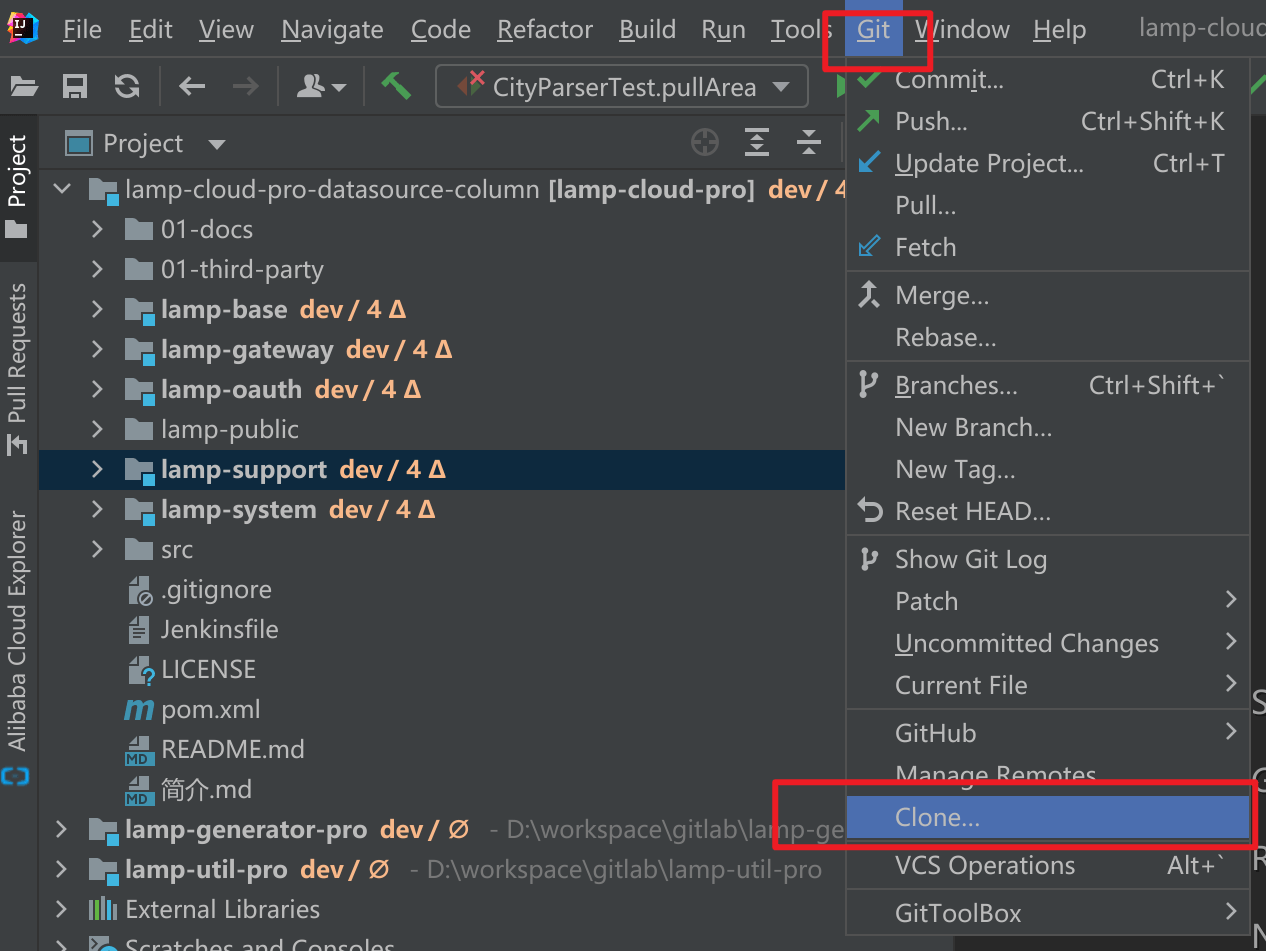 File Edit View Navigate Code Refactor Build Run Tools Git Window Help lamp-cloud
CityParserTest.pullArea
Project
Project
Pull Requests
Alibaba Cloud Explorer
lamp-cloud-pro-datasource-column [lamp-cloud-pro] dev / 4
01-docs
01-third-party
lamp-base dev / 4 Δ
lamp-gateway dev / 4 Δ
lamp-oauth dev / 4 Δ
lamp-public
lamp-support dev / 4 Δ
lamp-system dev / 4 Δ
src
.gitignore
Jenkinsfile
LICENSE
pom.xml
README.md
简介.md
lamp-generator-pro dev / ∅ - D:\workspace\gitlab\lamp-ge
lamp-util-pro dev / ∅ - D:\workspace\gitlab\lamp-util-pro
External Libraries
Scratches and Consoles
Commit... Ctrl+K
Push... Ctrl+Shift+K
Update Project... Ctrl+T
Pull...
Fetch
Merge...
Rebase...
Branches... Ctrl+Shift+`
New Branch...
New Tag...
Reset HEAD...
Show Git Log
Patch
Uncommitted Changes
Current File
GitHub
Manage Remotes...
Clone...
VCS Operations Alt+`
GitToolBox